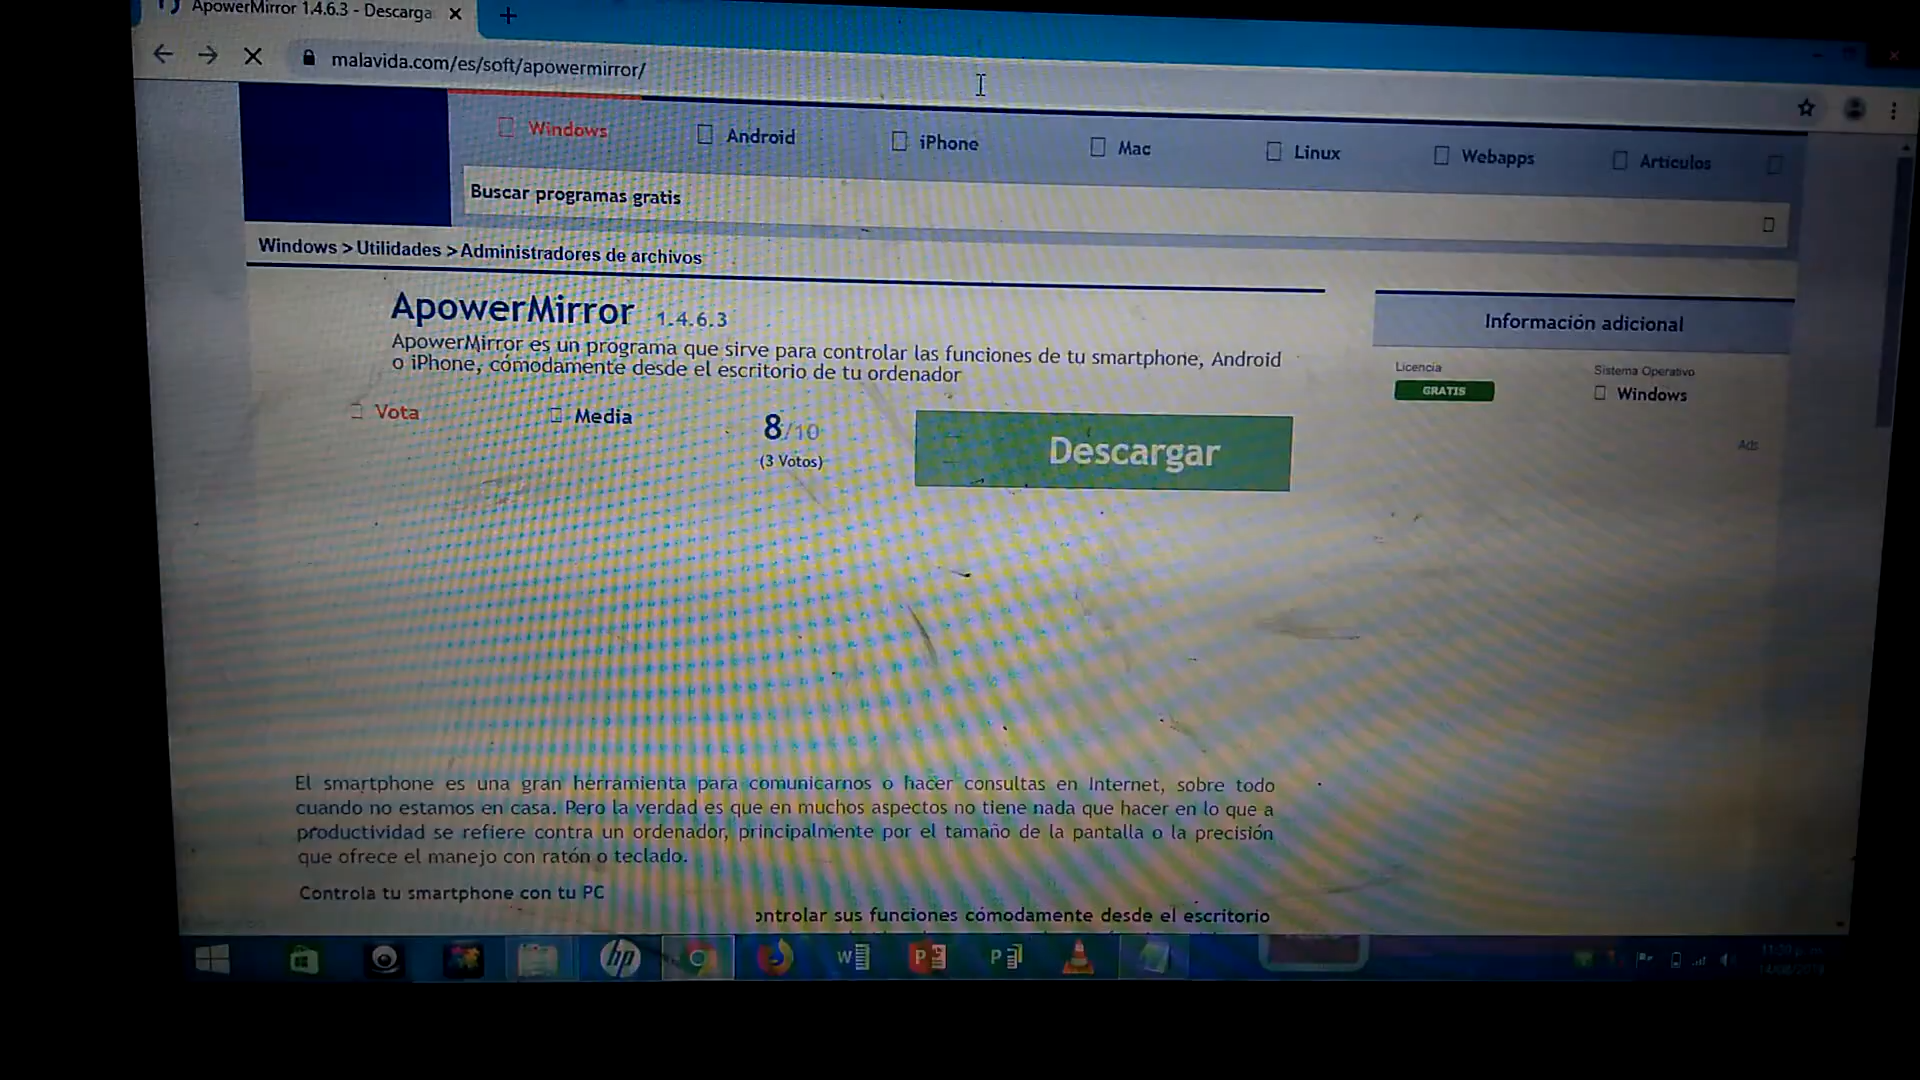 ApowerMirror 1.4.6.3 - Descarga
malavida.com/es/soft/apowermirror/
Windows
Android
iPhone
Mac
Linux
Webapps
Artículos
Buscar programas gratis
Windows > Utilidades > Administradores de archivos
ApowerMirror 1.4.6.3
ApowerMirror es un programa que sirve para controlar las funciones de tu smartphone, Android
o iPhone, cómodamente desde el escritorio de tu ordenador
Vota
Media
8/10
(3 Votos)
Descargar
Información adicional
Licencia
GRATIS
Sistema Operativo
Windows
Ads
El smartphone es una gran herramienta para comunicarnos o hacer consultas en Internet, sobre todo
cuando no estamos en casa. Pero la verdad es que en muchos aspectos no tiene nada que hacer en lo que a
productividad se refiere contra un ordenador, principalmente por el tamaño de la pantalla o la precisión
que ofrece el manejo con ratón o teclado.
Controla tu smartphone con tu PC
ontrolar sus funciones cómodamente desde el escritorio
hp